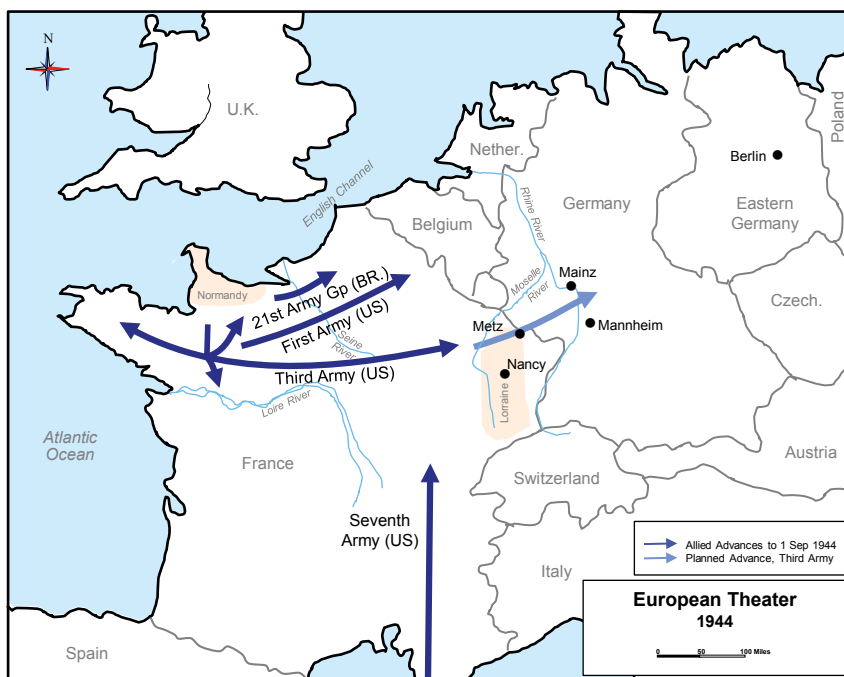 U.K.
Nether.
Poland
Berlin
English Channel
Rhine River
Germany
Eastern
Germany
Belgium
Normandy
21st Army Gp (BR.)
First Army (US)
Seine
River
Third Army (US)
Moselle
River
Mainz
Metz
Mannheim
Nancy
Lorraine
Czech.
Loire River
Atlantic
Ocean
France
Switzerland
Austria
Seventh
Army (US)
Italy
Spain
Allied Advances to 1 Sep 1944
Planned Advance, Third Army
European Theater
1944
0 50 100 Miles